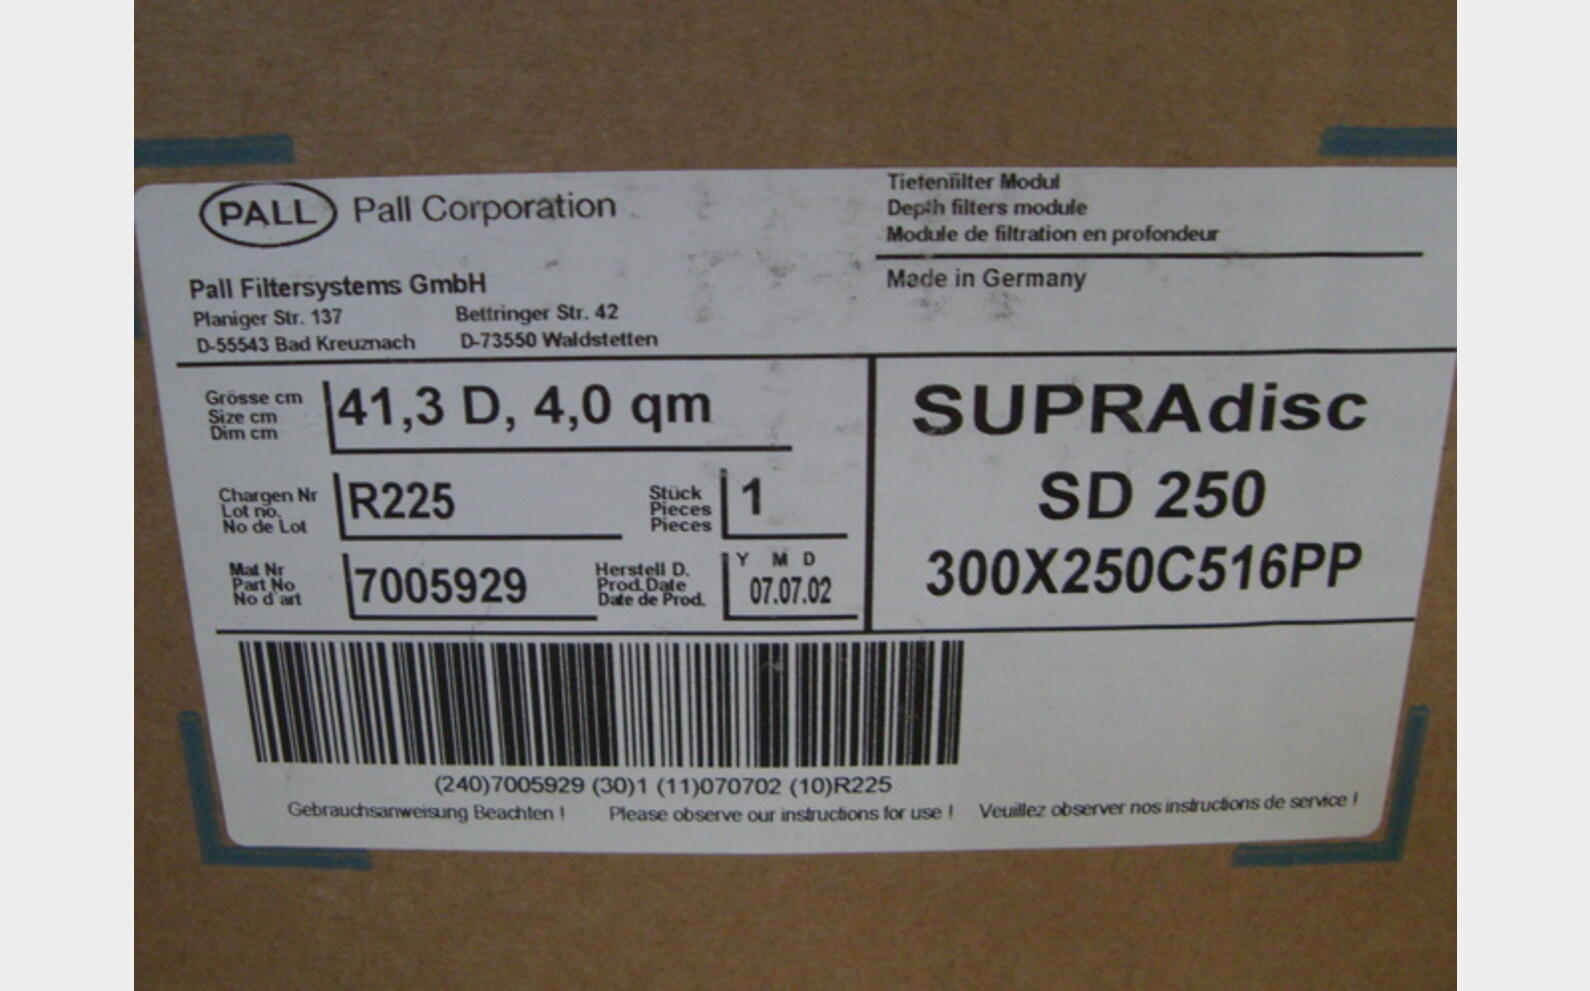 PALL Pall Corporation
Tiefenfilter Modul
Depth filters module
Module de filtration en profondeur
Made in Germany
Pall Filtersystems GmbH
Planiger Str. 137
D-55543 Bad Kreuznach
Bettringer Str. 42
D-73550 Waldstetten
Grösse cm
Size cm
Dim cm
41,3 D, 4,0 qm
Chargen Nr
Lot no.
No de Lot
R225
Stück
Pieces
Pieces
1
Mat Nr
Part No
No d'art
7005929
Herstell D.
Prod.Date
Date de Prod.
Y M D
07.07.02
SUPRAdisc
SD 250
300X250C516PP
(240)7005929 (30)1 (11)070702 (10)R225
Gebrauchsanweisung Beachten ! Please observe our instructions for use ! Veuillez observer nos instructions de service !